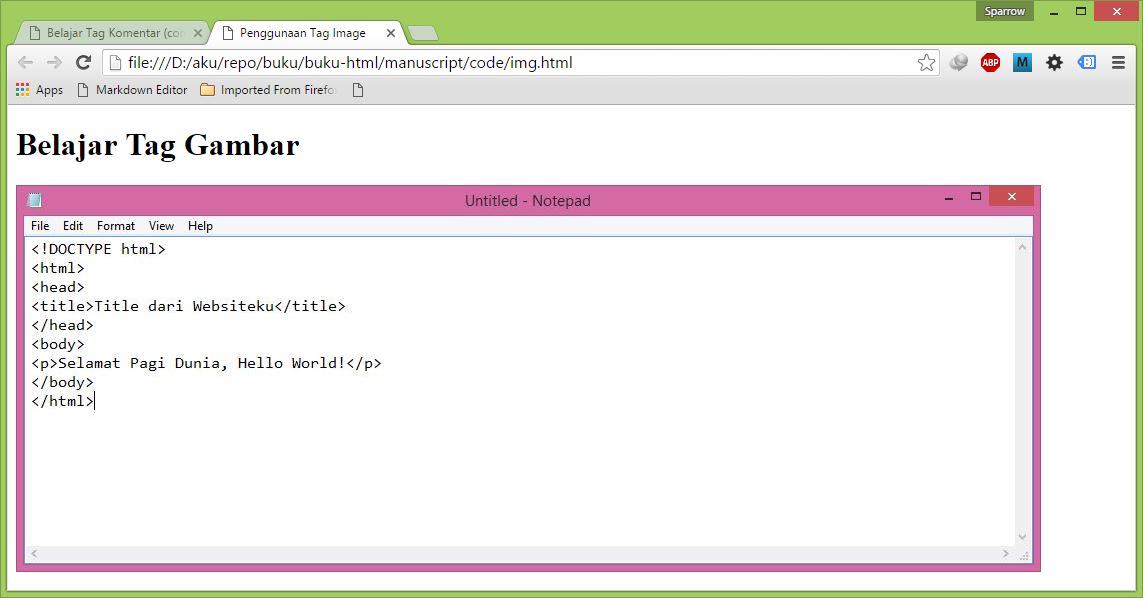 Sparrow
Belajar Tag Komentar (co
Penggunaan Tag Image
file:///D:/aku/repo/buku/buku-html/manuscript/code/img.html
ABP
M
Apps
Markdown Editor
Imported From Firefo
Belajar Tag Gambar
Untitled - Notepad
File Edit Format View Help
<!DOCTYPE html>
<html>
<head>
<title>Title dari Websiteku</title>
</head>
<body>
<p>Selamat Pagi Dunia, Hello World!</p>
</body>
</html>